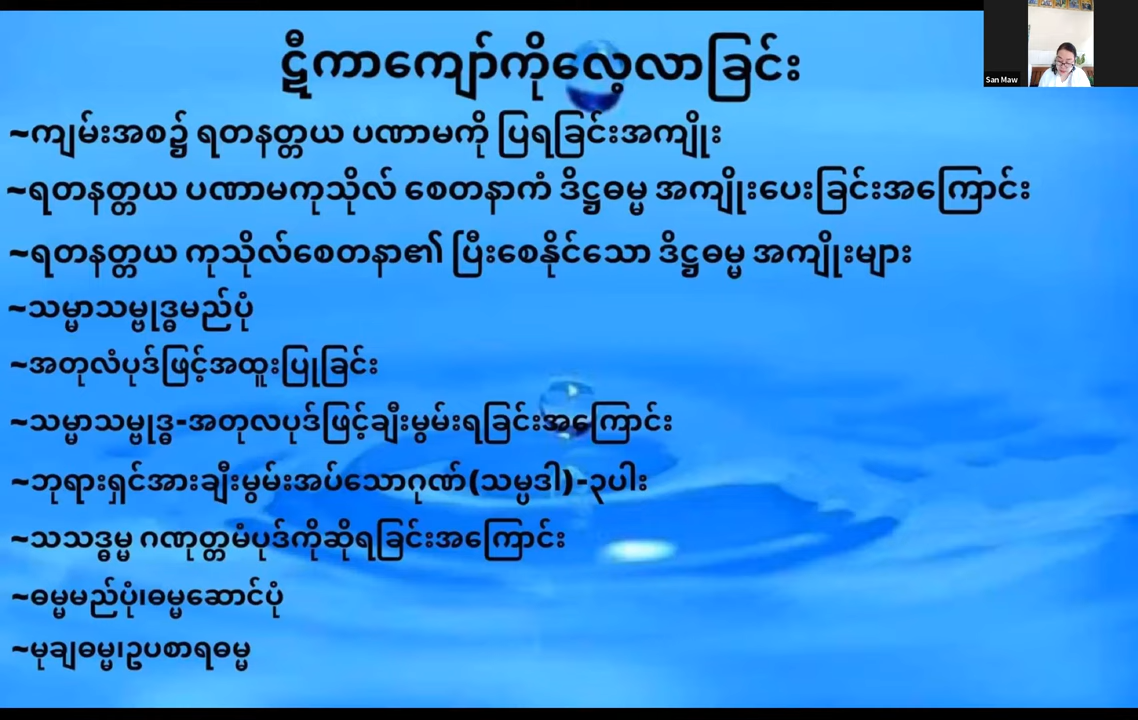 ဋီကာကျော်ကိုလေ့လာခြင်း
San Maw
~ကျမ်းအစ၌ ရတနတ္တယ ပဏာမကို ပြုရခြင်းအကျိုး
~ရတနတ္တယ ပဏာမကုသိုလ် စေတနာကံ ဒိဋ္ဌဓမ္မ အကျိုးပေးခြင်းအကြောင်း
~ရတနတ္တယ ကုသိုလ်စေတနာ၏ ပြီးစေနိုင်သော ဒိဋ္ဌဓမ္မ အကျိုးများ
~သမ္မာသမ္ဗုဒ္ဓမည်ပုံ
~အတုလံပုဒ်ဖြင့်အထူးပြုခြင်း
~သမ္မာသမ္ဗုဒ္ဓ-အတုလပုဒ်ဖြင့်ချီးမွမ်းရခြင်းအကြောင်း
~ဘုရားရှင်အားချီးမွမ်းအပ်သောဂုဏ်(သမ္ပဒါ)-၃ပါး
~သသဒ္ဓမ္မ ဂဏုတ္တမံပုဒ်ကိုဆိုရခြင်းအကြောင်း
~ဓမ္မမည်ပုံ၊ဓမ္မဆောင်ပုံ
~မုချဓမ္မ၊ဥပစာရဓမ္မ